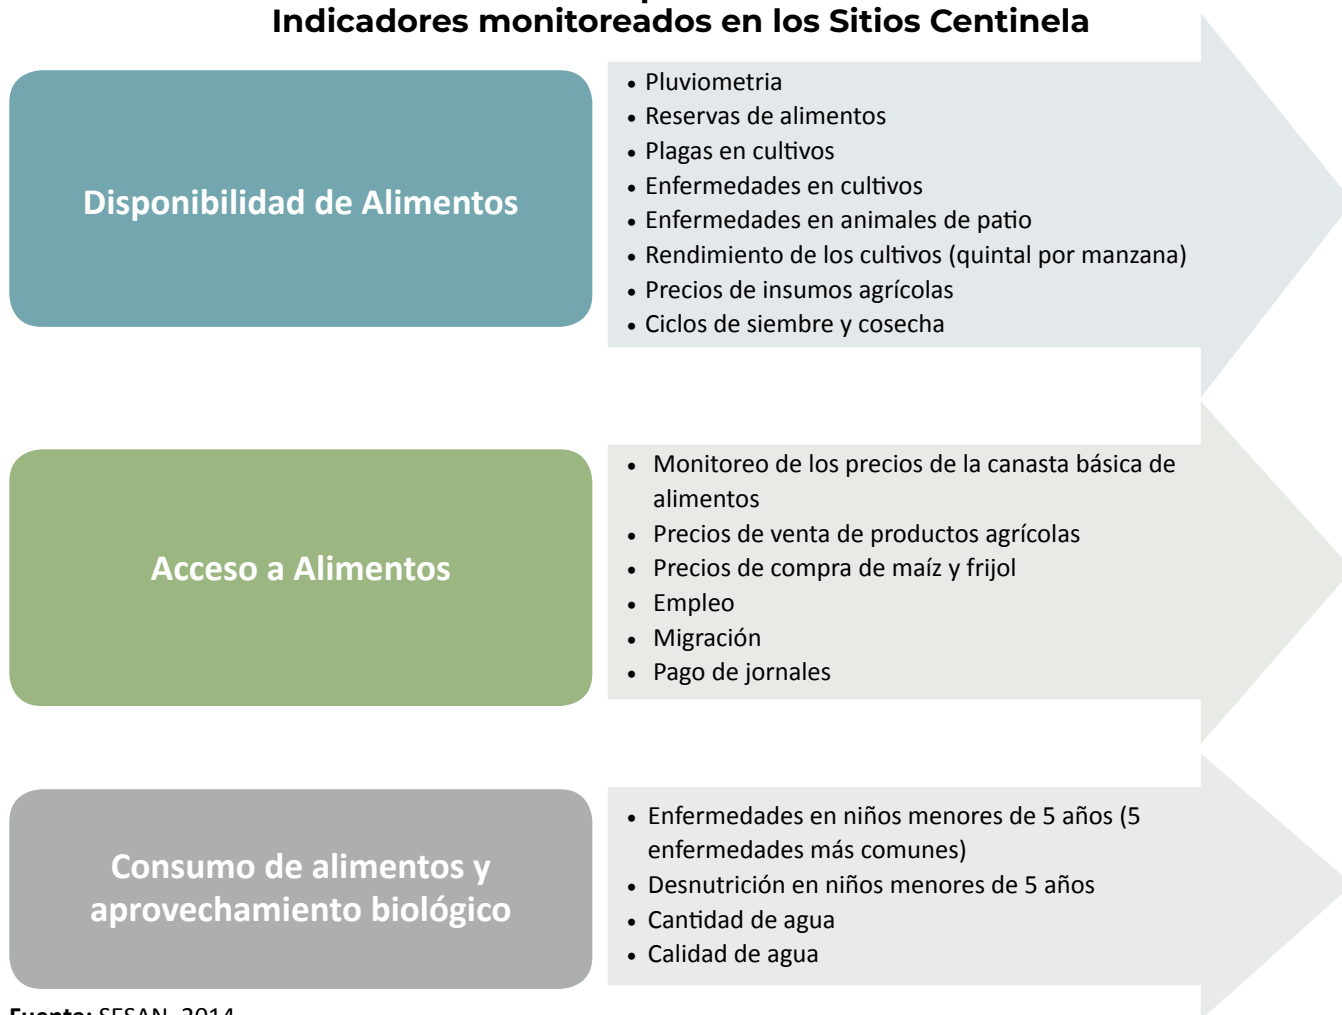 Indicadores monitoreados en los Sitios Centinela
Disponibilidad de Alimentos
• Pluviometria
• Reservas de alimentos
• Plagas en cultivos
• Enfermedades en cultivos
• Enfermedades en animales de patio
• Rendimiento de los cultivos (quintal por manzana)
• Precios de insumos agrícolas
• Ciclos de siembre y cosecha
Acceso a Alimentos
• Monitoreo de los precios de la canasta básica de
alimentos
• Precios de venta de productos agrícolas
• Precios de compra de maíz y frijol
• Empleo
• Migración
• Pago de jornales
Consumo de alimentos y
aprovechamiento biológico
• Enfermedades en niños menores de 5 años (5
enfermedades más comunes)
• Desnutrición en niños menores de 5 años
• Cantidad de agua
• Calidad de agua
Fuente: SESAN, 2014